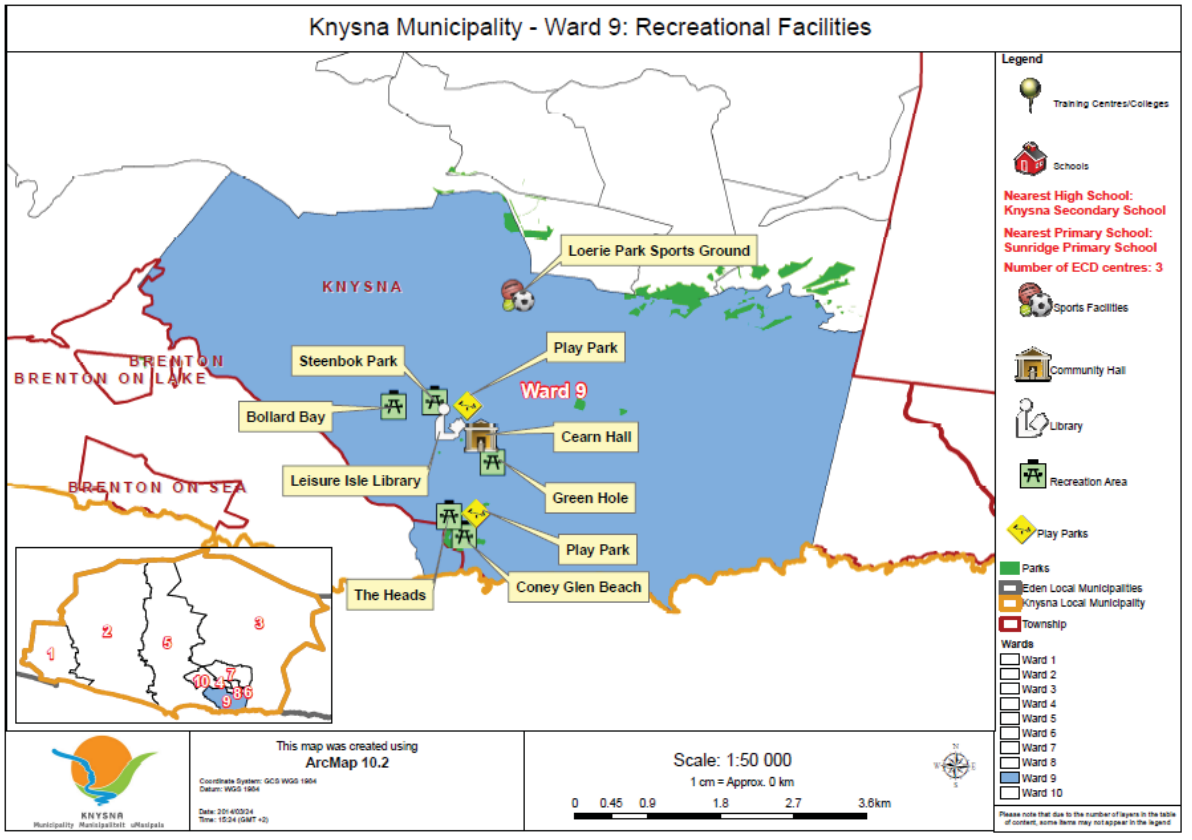 Knysna Municipality - Ward 9: Recreational Facilities
Loerie Park Sports Ground
KNYSNA
Play Park
Steenbok Park
BRENTON
BRENTON ON LAKE
Ward 9
Bollard Bay
Cearn Hall
Leisure Isle Library
BRENTON ON SEA
Green Hole
Play Park
Coney Glen Beach
The Heads
1
2
5
3
7
10
4
8
6
9
Legend
Training Centres/Colleges
Schools
Nearest High School:
Knysna Secondary School
Nearest Primary School:
Sunridge Primary School
Number of ECD centres: 3
Sports Facilities
Community Hall
Library
Recreation Area
Play Parks
Parks
Eden Local Municipalities
Knysna Local Municipality
Township
Wards
Ward 1
Ward 2
Ward 3
Ward 4
Ward 5
Ward 6
Ward 7
Ward 8
Ward 9
Ward 10
KNYSNA
Municipality Munisipaliteit uMasipala
This map was created using
ArcMap 10.2
Coordinate System: GCS WGS 1984
Datum: WGS 1984
Date: 2014/03/24
Time: 15:24 (GMT +2)
Scale: 1:50 000
1 cm = Approx. 0 km
0 0.45 0.9 1.8 2.7 3.6km
N
W
E
S
Please note that due to the number of layers in the table
of content, some items may not appear in the legend